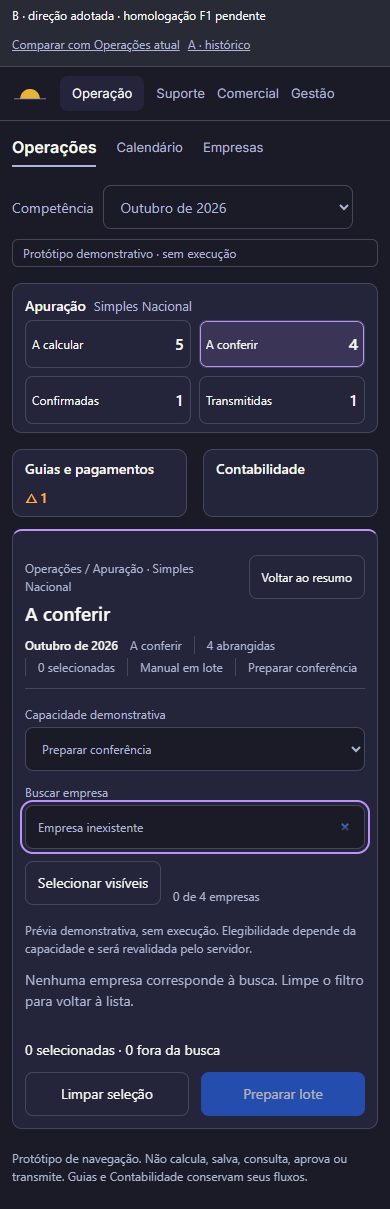 B · direção adotada · homologação F1 pendente
Comparar com Operações atual A · histórico
Operação Suporte Comercial Gestão
Operações Calendário Empresas
Competência Outubro de 2026
Protótipo demonstrativo · sem execução
Apuração Simples Nacional
A calcular 5 A conferir 4
Confirmadas 1 Transmitidas 1
Guias e pagamentos Contabilidade
△ 1
Operações / Apuração · Simples
Nacional
Voltar ao resumo
A conferir
Outubro de 2026 A conferir 4 abrangidas
0 selecionadas Manual em lote Preparar conferência
Capacidade demonstrativa
Preparar conferência
Buscar empresa
Empresa inexistente
Selecionar visíveis 0 de 4 empresas
Prévia demonstrativa, sem execução. Elegibilidade depende da
capacidade e será revalidada pelo servidor.
Nenhuma empresa corresponde à busca. Limpe o filtro
para voltar à lista.
0 selecionadas · 0 fora da busca
Limpar seleção Preparar lote
Protótipo de navegação. Não calcula, salva, consulta, aprova ou
transmite. Guias e Contabilidade conservam seus fluxos.